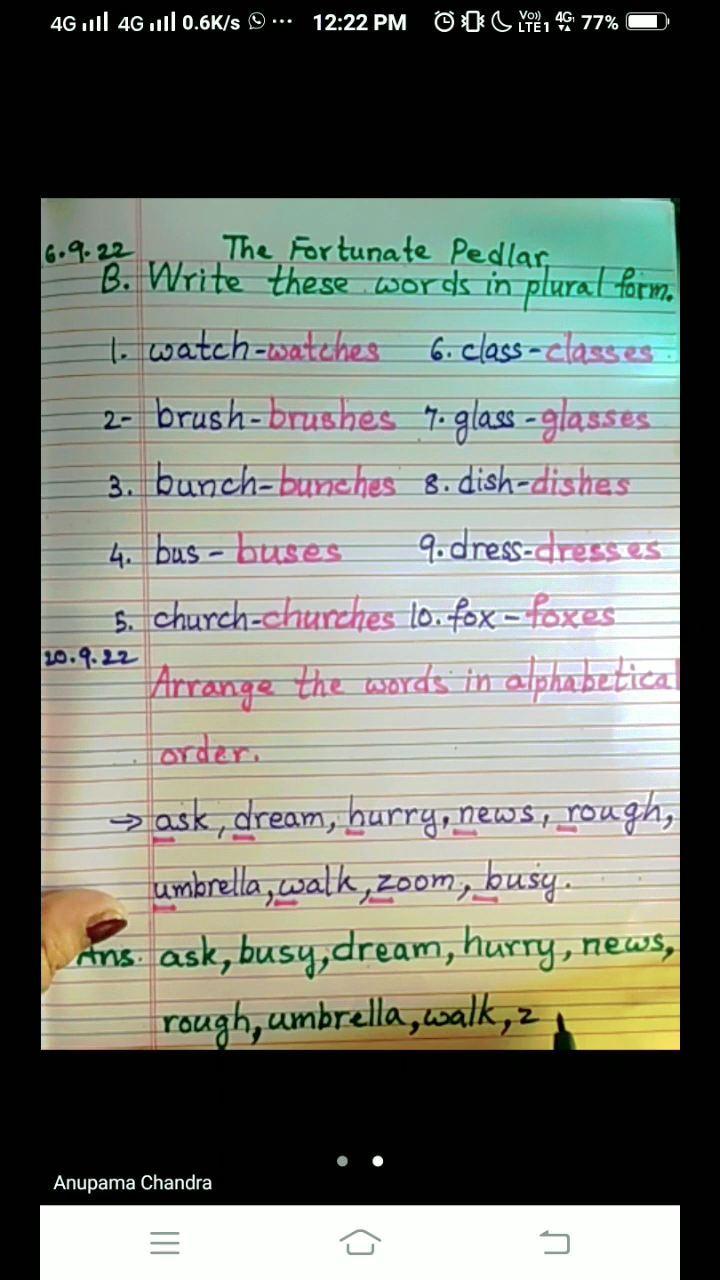 4G 4G 0.6K/s ... 12:22 PM Vo) LTE1 4G 77%
6.9.22 The Fortunate Pedlar
B. Write these words in plural form.
1. watch-watches 6. class-classes
2- brush-brushes 7. glass-glasses
3. bunch-bunches 8. dish-dishes
4. bus-buses 9. dress-dresses
5. church-churches 10. fox-foxes
10.9.22
Arrange the words in alphabetical
order.
→ ask, dream, hurry, news, rough,
umbrella, walk, zoom, busy.
Ans. ask, busy, dream, hurry, news,
rough, umbrella, walk, z
Anupama Chandra